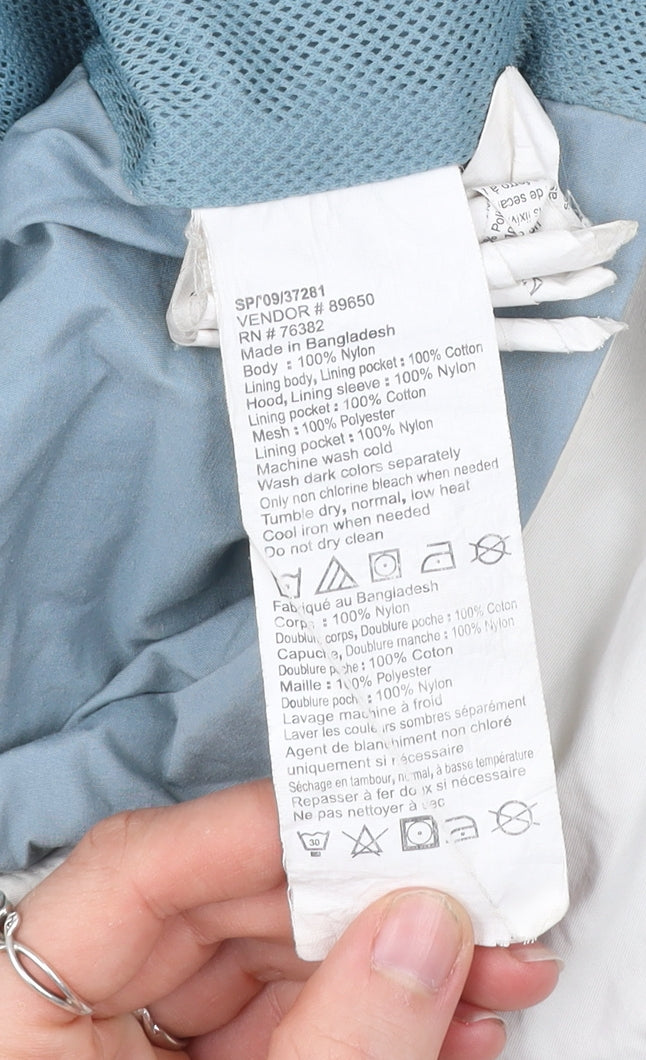 SP/'09/37281
VENDOR # 89650
RN # 76382
Made in Bangladesh
Body : 100% Nylon
Lining body, Lining pocket : 100% Cotton
Hood, Lining sleeve : 100% Nylon
Lining pocket : 100% Cotton
Mesh : 100% Polyester
Lining pocket : 100% Nylon
Machine wash cold
Wash dark colors separately
Only non chlorine bleach when needed
Tumble dry, normal, low heat
Cool iron when needed
Do not dry clean
Fabriqué au Bangladesh
Corps : 100% Nylon
Doublure corps, Doublure poche : 100% Coton
Capuche, Doublure manche : 100% Nylon
Doublure poche : 100% Coton
Maille : 100% Polyester
Doublure poche : 100% Nylon
Lavage machine à froid
Laver les couleurs sombres séparément
Agent de blanchiment non chloré
uniquement si nécessaire
Séchage en tambour, normal, à basse température
Repasser à fer doux si nécessaire
Ne pas nettoyer à sec
30
de seca